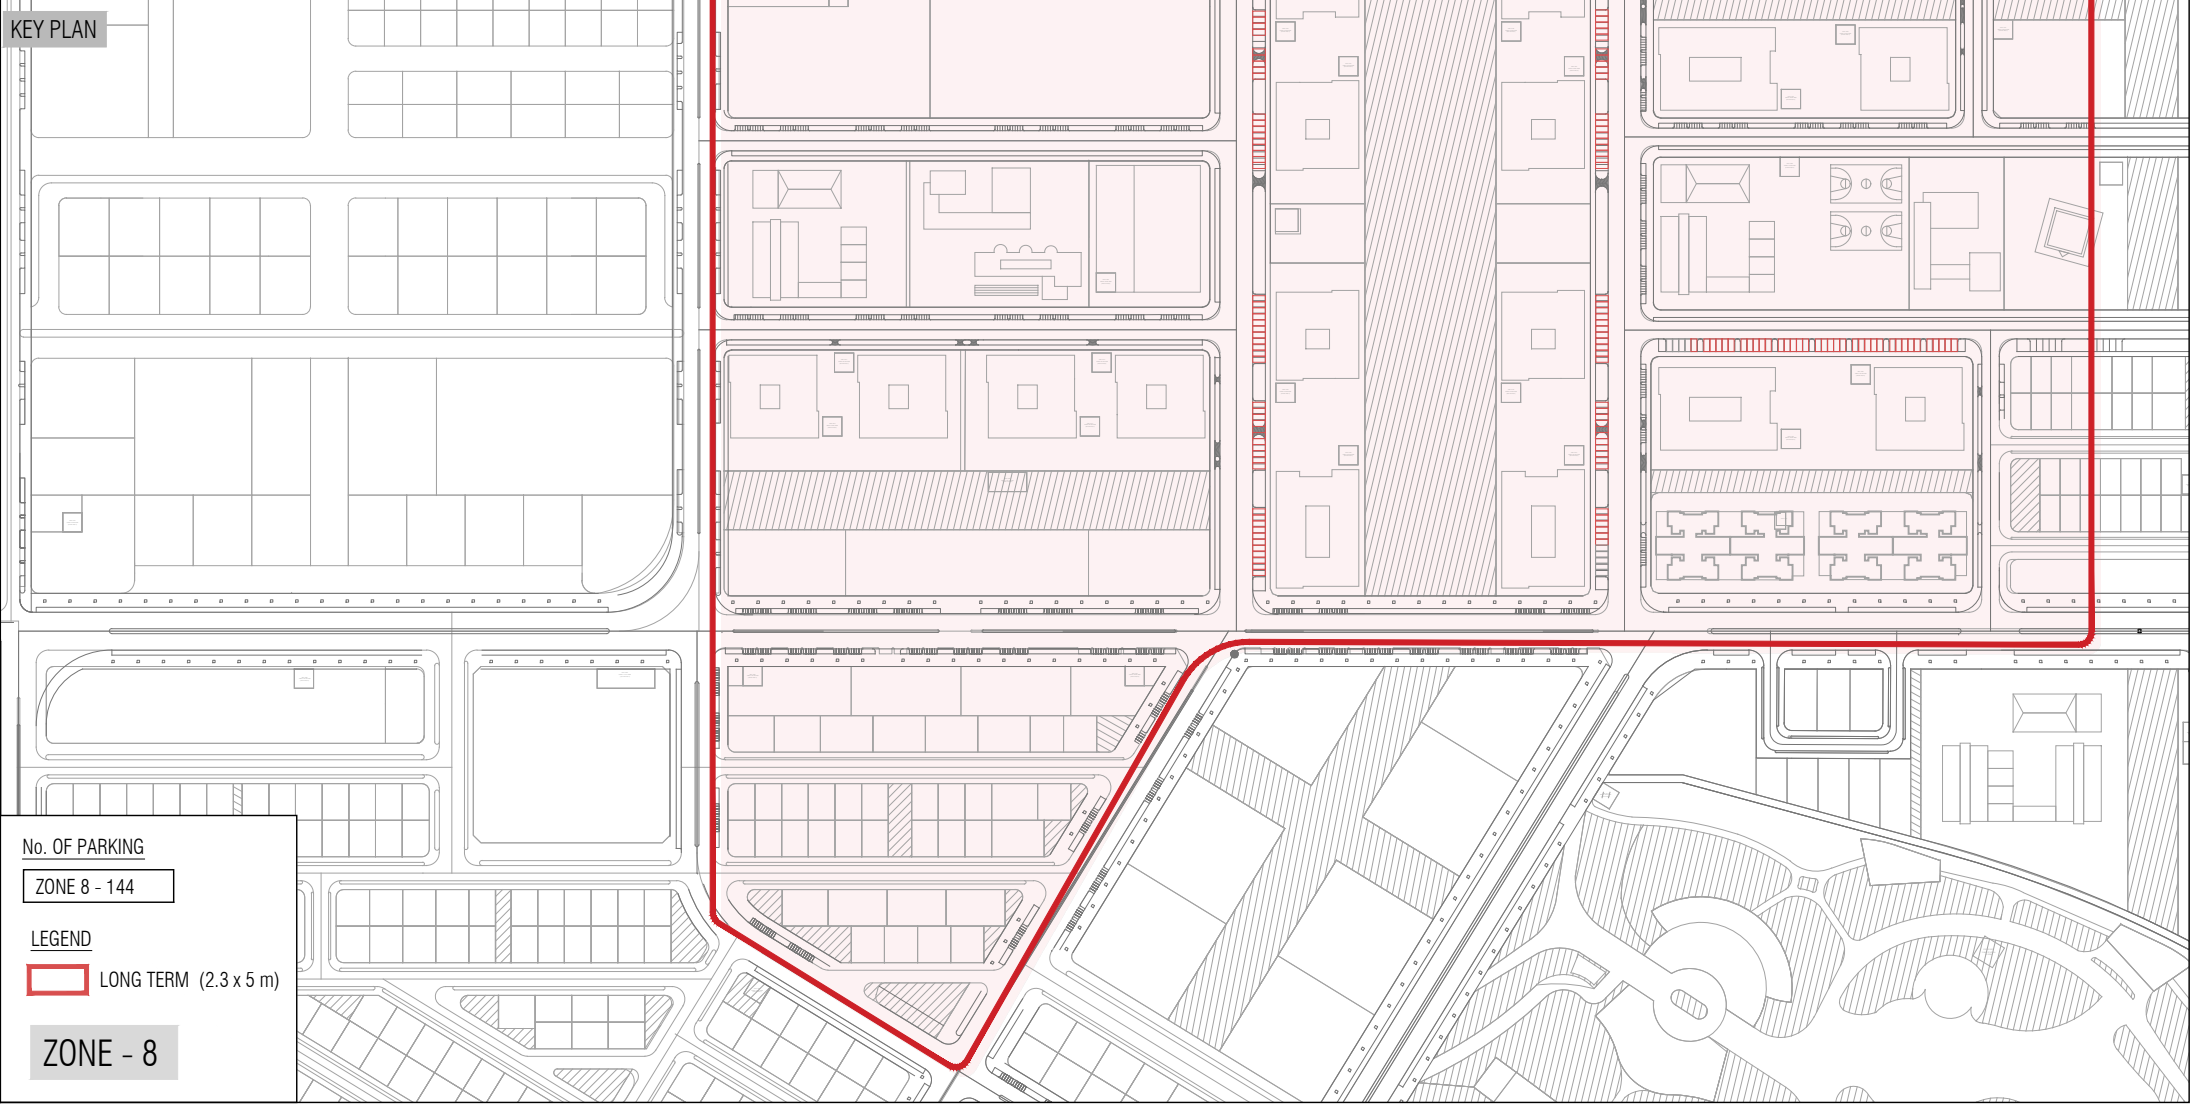 KEY PLAN
No. OF PARKING
ZONE 8 - 144
LEGEND
LONG TERM (2.3 x 5 m)
ZONE - 8